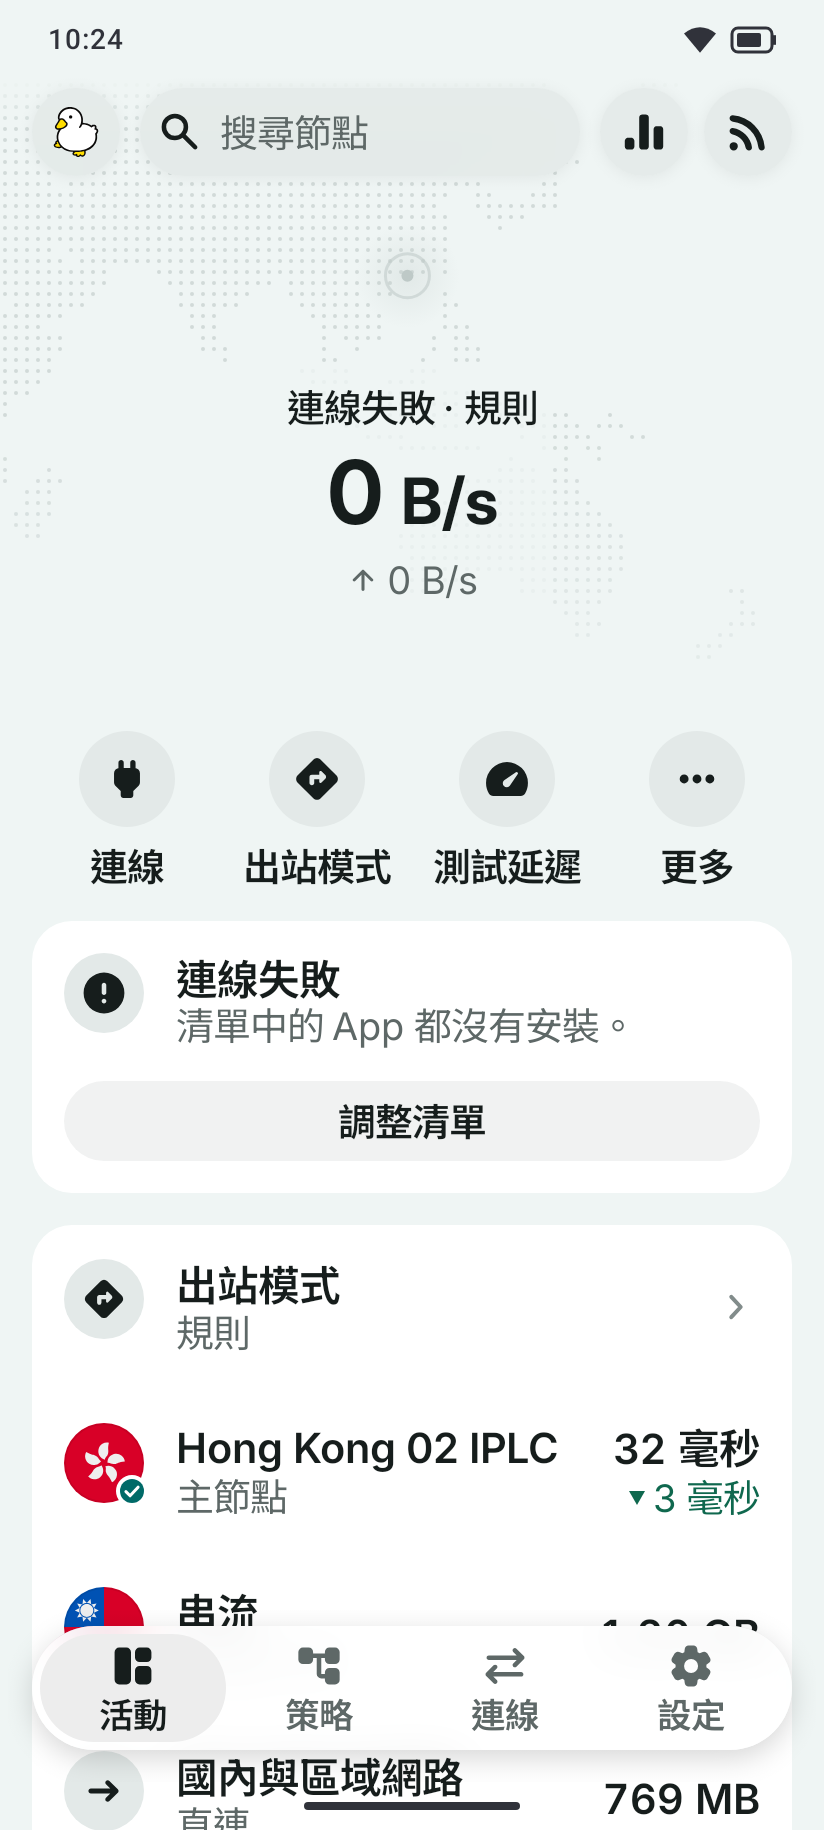 10:24
搜尋節點
連線失敗 · 規則
0 B/s
↑ 0 B/s
連線
出站模式
測試延遲
更多
連線失敗
清單中的 App 都沒有安裝。
調整清單
出站模式
規則
Hong Kong 02 IPLC
32 毫秒
主節點
▼3 毫秒
串流
活動
策略
連線
設定
國內與區域網路
769 MB
直連